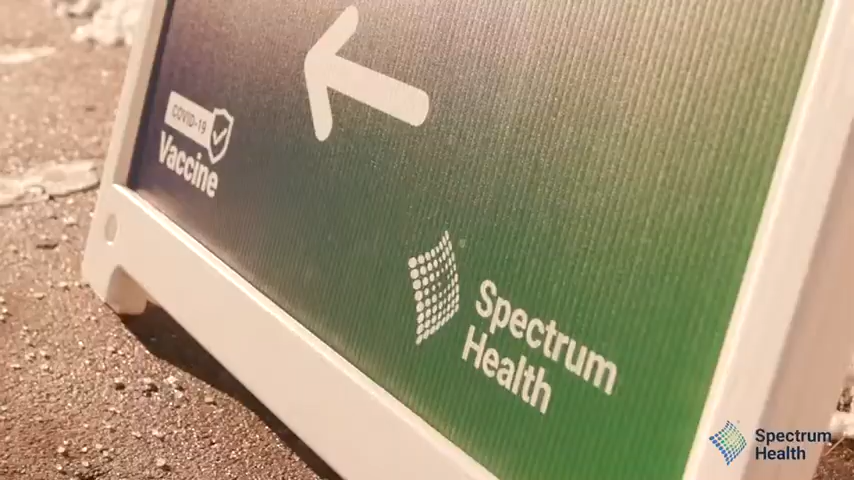 COVID-19
Vaccine
Spectrum
Health
Spectrum
Health